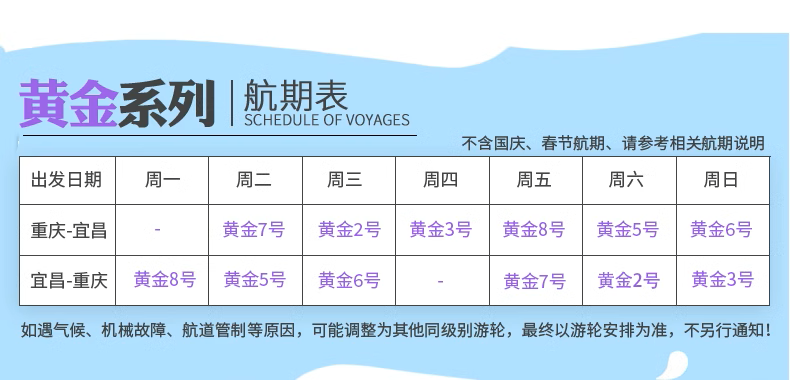 黄金系列 航期表
SCHEDULE OF VOYAGES
不含国庆、春节航期、请参考相关航期说明
出发日期 周一 周二 周三 周四 周五 周六 周日
重庆-宜昌 - 黄金7号 黄金2号 黄金3号 黄金8号 黄金5号 黄金6号
宜昌-重庆 黄金8号 黄金5号 黄金6号 - 黄金7号 黄金2号 黄金3号
如遇气候、机械故障、航道管制等原因，可能调整为其他同级别游轮，最终以游轮安排为准，不另行通知！